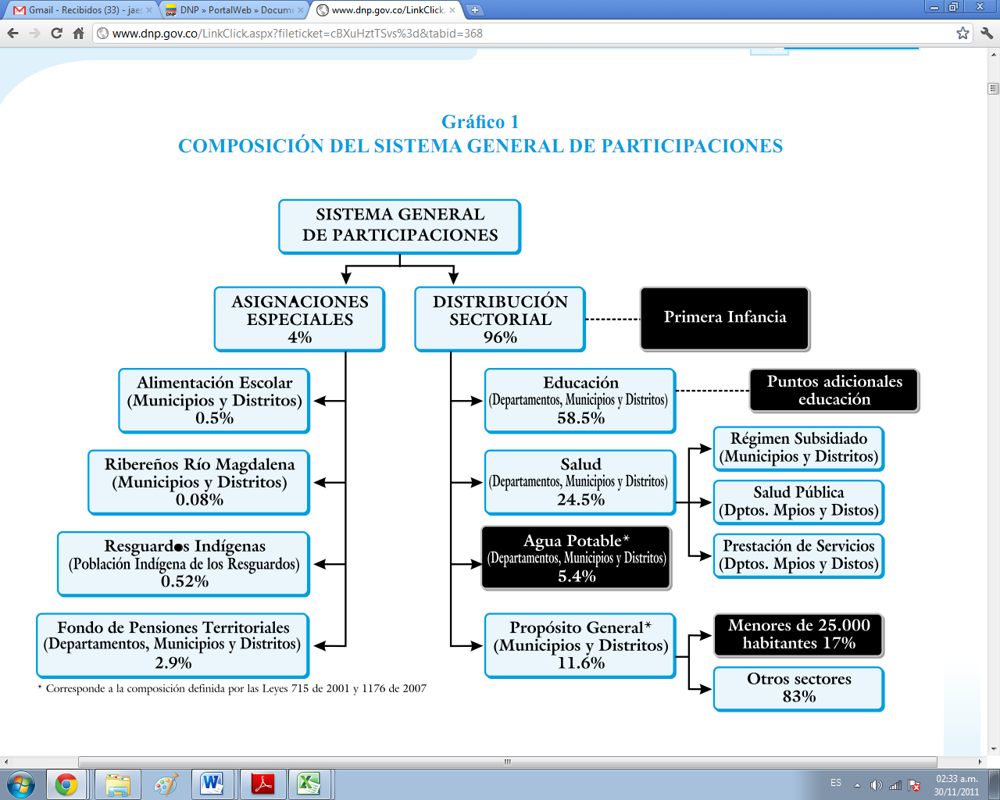 Gmail - Recibidos (33) - jaes
DNP » PortalWeb » Docume
www.dnp.gov.co/LinkClick.
www.dnp.gov.co/LinkClick.aspx?fileticket=cBXuHztTSvs%3d&tabid=368
Gráfico 1
COMPOSICIÓN DEL SISTEMA GENERAL DE PARTICIPACIONES
SISTEMA GENERAL
DE PARTICIPACIONES
ASIGNACIONES
ESPECIALES
4%
DISTRIBUCIÓN
SECTORIAL
96%
Primera Infancia
Alimentación Escolar
(Municipios y Distritos)
0.5%
Educación
(Departamentos, Municipios y Distritos)
58.5%
Puntos adicionales
educación
Ribereños Río Magdalena
(Municipios y Distritos)
0.08%
Salud
(Departamentos, Municipios y Distritos)
24.5%
Régimen Subsidiado
(Municipios y Distritos)
Salud Pública
(Dptos. Mpios y Distos)
Prestación de Servicios
(Dptos. Mpios y Distos)
Resguardos Indígenas
(Población Indígena de los Resguardos)
0.52%
Agua Potable*
(Departamentos, Municipios y Distritos)
5.4%
Fondo de Pensiones Territoriales
(Departamentos, Municipios y Distritos)
2.9%
Propósito General*
(Municipios y Distritos)
11.6%
Menores de 25.000
habitantes 17%
Otros sectores
83%
* Corresponde a la composición definida por las Leyes 715 de 2001 y 1176 de 2007
ES
02:33 a.m.
30/11/2011